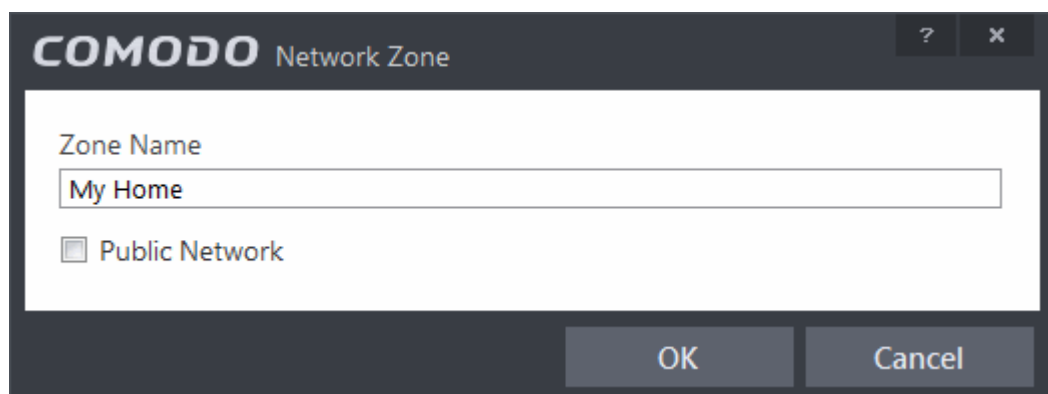 COMODO Network Zone ? ×
Zone Name
My Home
Public Network
OK Cancel